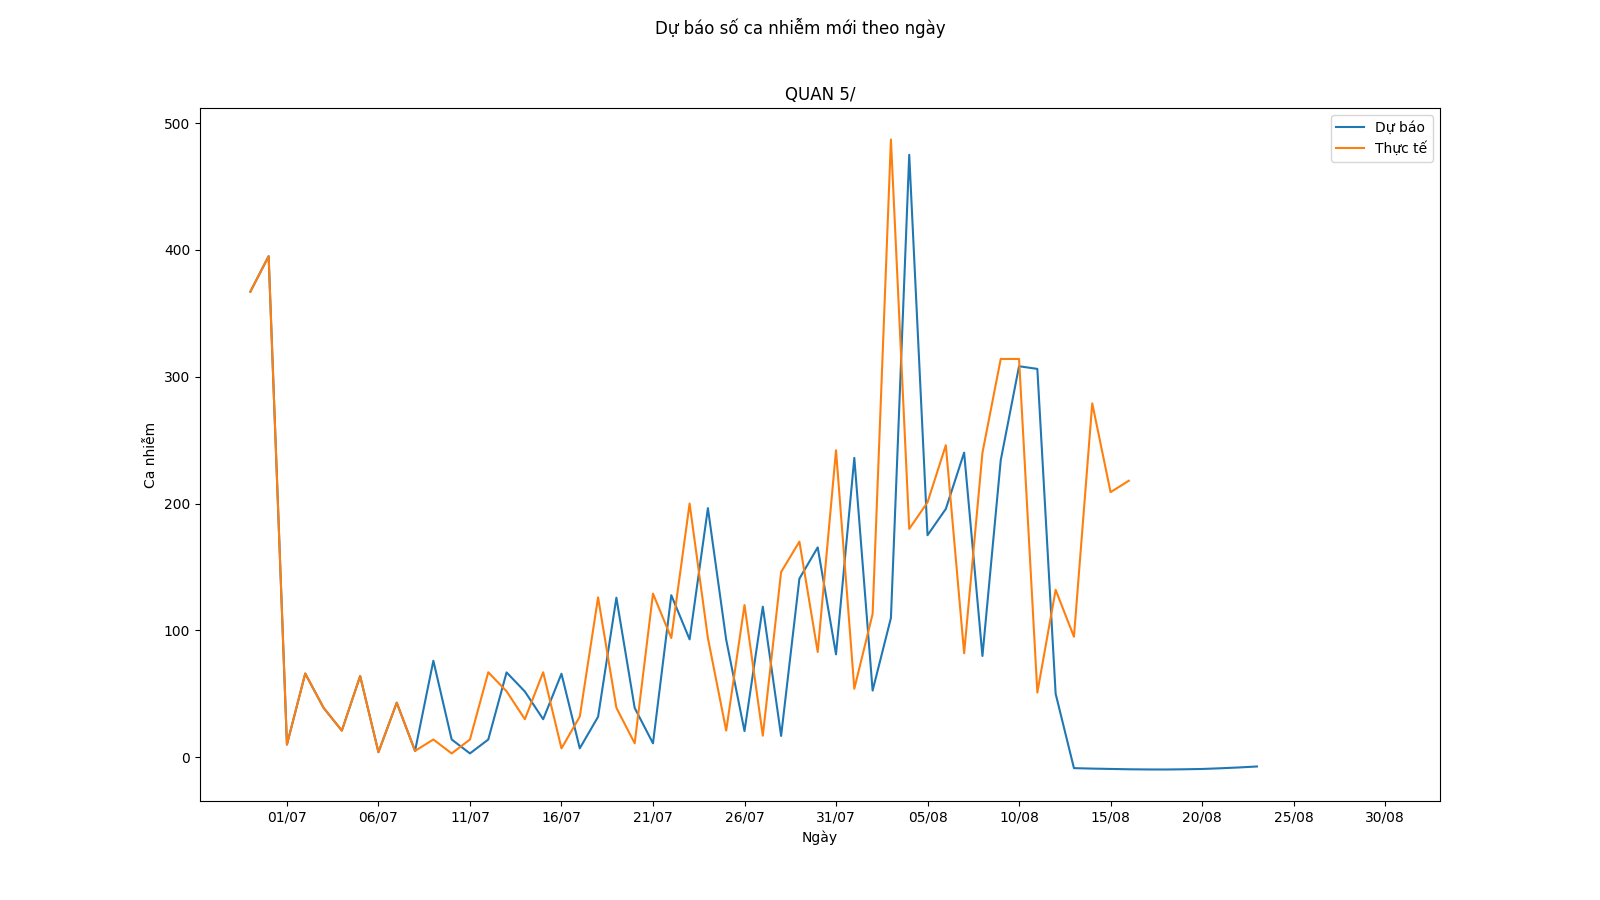 Dự báo số ca nhiễm mới theo ngày
QUAN 5/
Dự báo
Thực tế
500
400
300
200
100
0
Ca nhiễm
01/07 06/07 11/07 16/07 21/07 26/07 31/07 05/08 10/08 15/08 20/08 25/08 30/08
Ngày